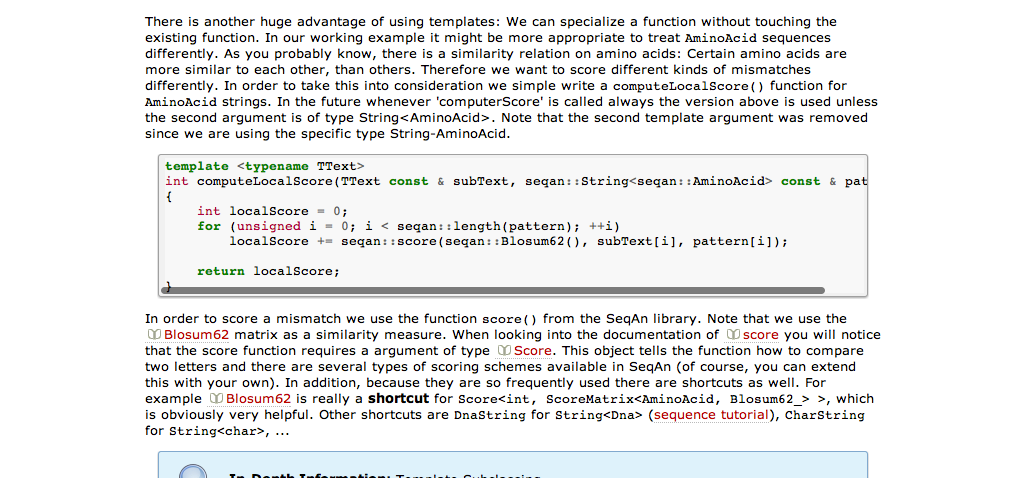 There is another huge advantage of using templates: We can specialize a function without touching the
existing function. In our working example it might be more appropriate to treat AminoAcid sequences
differently. As you probably know, there is a similarity relation on amino acids: Certain amino acids are
more similar to each other, than others. Therefore we want to score different kinds of mismatches
differently. In order to take this into consideration we simple write a computeLocalScore() function for
AminoAcid strings. In the future whenever 'computerScore' is called always the version above is used unless
the second argument is of type String<AminoAcid>. Note that the second template argument was removed
since we are using the specific type String-AminoAcid.
template <typename TText>
int computeLocalScore(TText const & subText, seqan::String<seqan::AminoAcid> const & pat
{
    int localScore = 0;
    for (unsigned i = 0; i < seqan::length(pattern); ++i)
        localScore += seqan::score(seqan::Blosum62(), subText[i], pattern[i]);
    return localScore;
}
In order to score a mismatch we use the function score() from the SeqAn library. Note that we use the
Blosum62 matrix as a similarity measure. When looking into the documentation of score you will notice
that the score function requires a argument of type Score. This object tells the function how to compare
two letters and there are several types of scoring schemes available in SeqAn (of course, you can extend
this with your own). In addition, because they are so frequently used there are shortcuts as well. For
example Blosum62 is really a shortcut for Score<int, ScoreMatrix<AminoAcid, Blosum62_> >, which
is obviously very helpful. Other shortcuts are DnaString for String<Dna> (sequence tutorial), CharString
for String<char>, ...
In-Depth Information: Template Subclassing